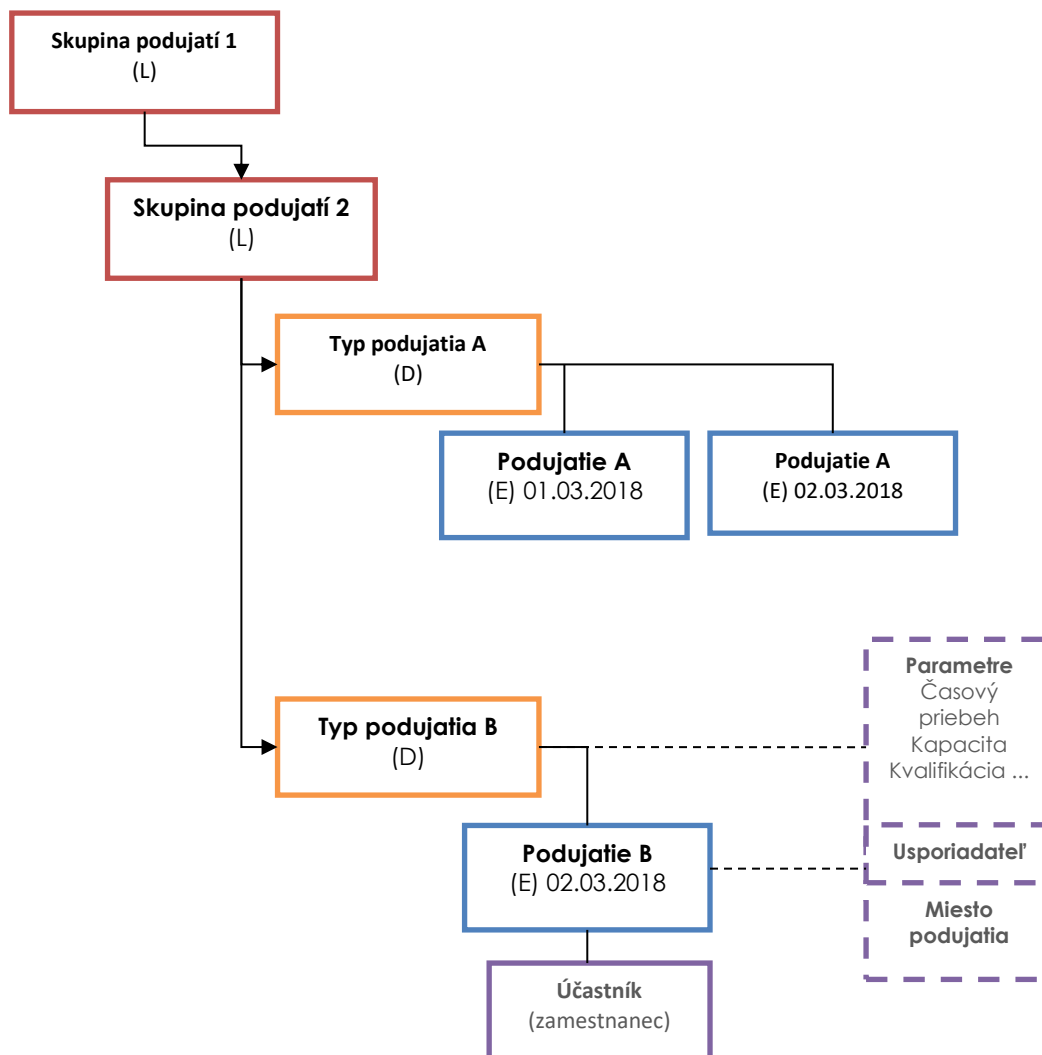 Skupina podujatí 1
(L)
Skupina podujatí 2
(L)
Typ podujatia A
(D)
Podujatie A
(E) 01.03.2018
Podujatie A
(E) 02.03.2018
Parametre
Časový
priebeh
Kapacita
Kvalifikácia ...
Typ podujatia B
(D)
Podujatie B
(E) 02.03.2018
Usporiadateľ
Miesto
podujatia
Účastník
(zamestnanec)